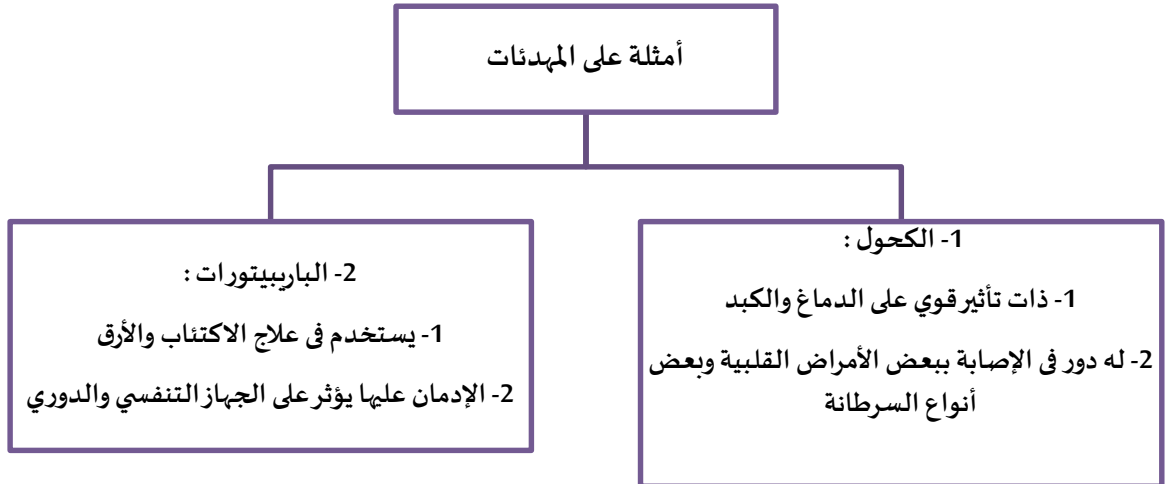 أمثلة على المهدئات
1- الكحول :
1- ذات تأثير قوي على الدماغ والكبد
2- له دور في الإصابة ببعض الأمراض القلبية وبعض
أنواع السرطانة
2- الباريبيتورات :
1- يستخدم في علاج الاكتئاب والأرق
2- الإدمان عليها يؤثر على الجهاز التنفسي والدوري